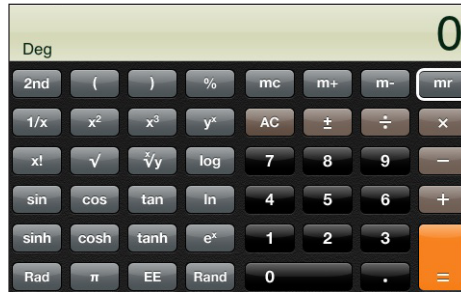 0
Deg
2nd ( ) % mc m+ m- mr
1/x x² x³ yˣ AC ± ÷ ×
x! √ ˣ√y log 7 8 9 −
sin cos tan ln 4 5 6 +
sinh cosh tanh eˣ 1 2 3
Rad π EE Rand 0 . =